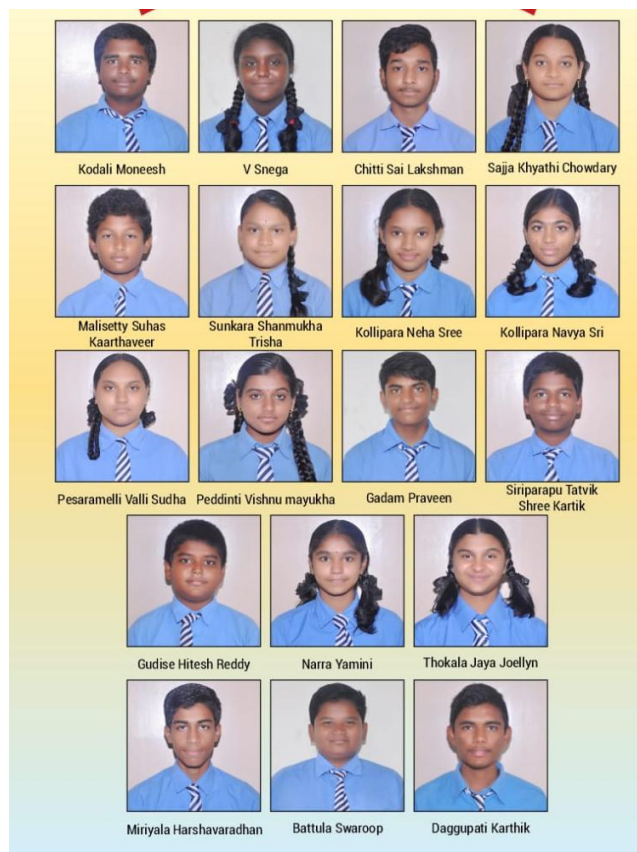 Kodali Moneesh
V Snega
Chitti Sai Lakshman
Sajja Khyathi Chowdary
Malisetty Suhas
Kaarthaveer
Sunkara Shanmukha
Trisha
Kollipara Neha Sree
Kollipara Navya Sri
Pesaramelli Valli Sudha
Peddinti Vishnu mayukha
Gadam Praveen
Siriparapu Tatvik
Shree Kartik
Gudise Hitesh Reddy
Narra Yamini
Thokala Jaya Joellyn
Miriyala Harshavaradhan
Battula Swaroop
Daggupati Karthik